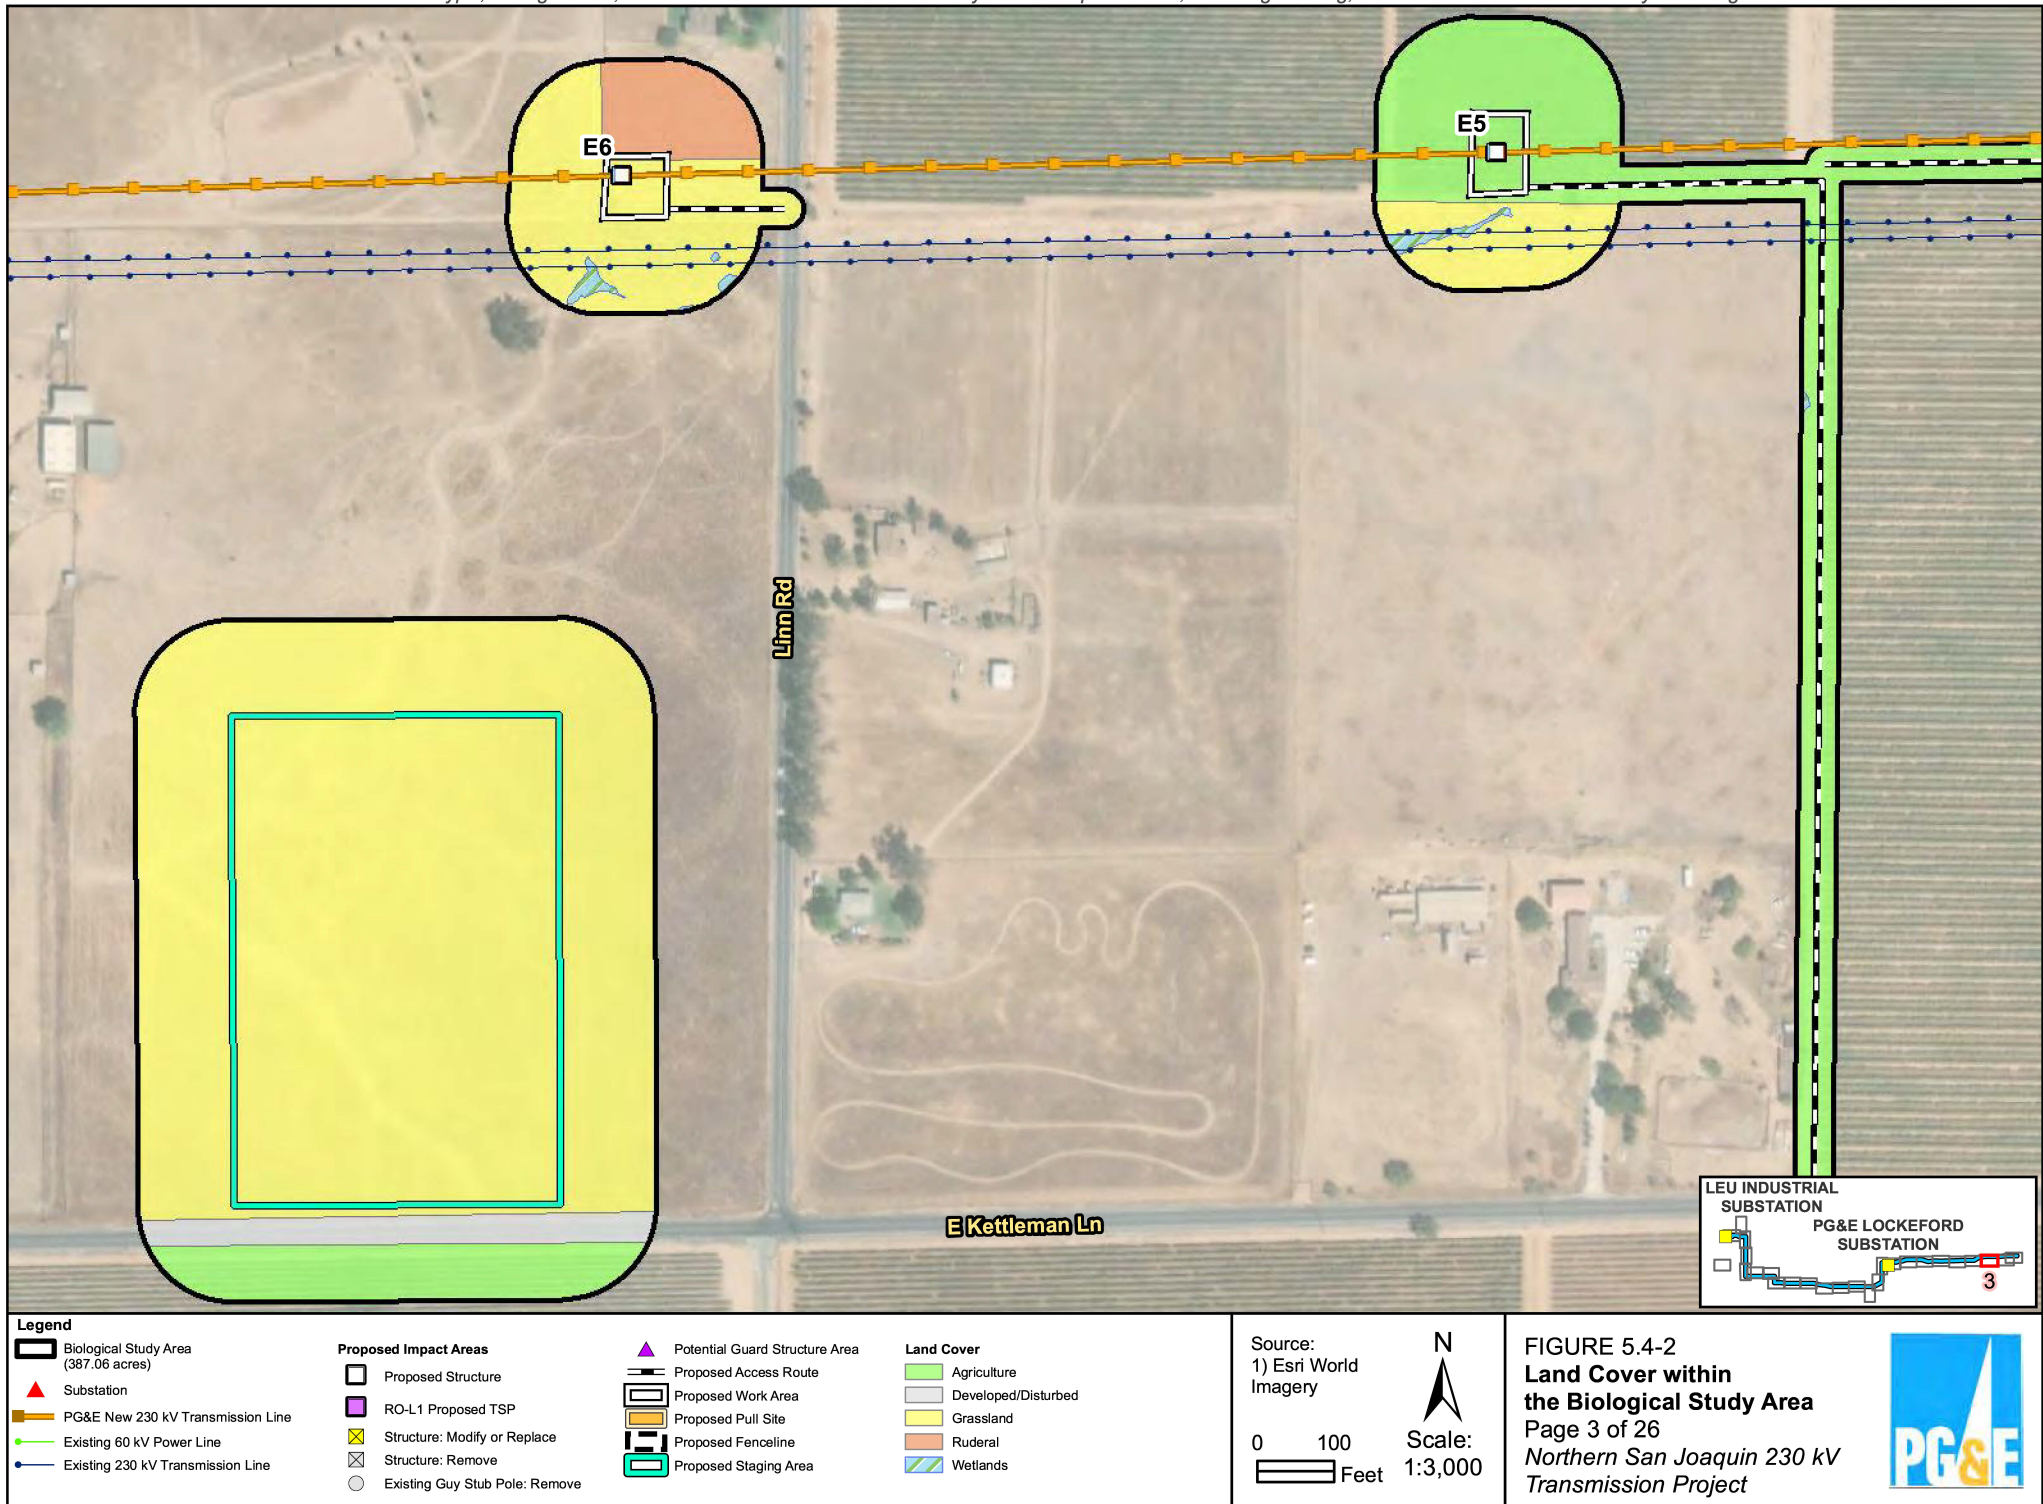 E6
E5
Linn Rd
E Kettleman Ln
LEU INDUSTRIAL
SUBSTATION
PG&E LOCKEFORD
SUBSTATION
3
Legend
Biological Study Area
(387.06 acres)
Substation
PG&E New 230 kV Transmission Line
Existing 60 kV Power Line
Existing 230 kV Transmission Line
Proposed Impact Areas
Proposed Structure
RO-L1 Proposed TSP
Structure: Modify or Replace
Structure: Remove
Existing Guy Stub Pole: Remove
Potential Guard Structure Area
Proposed Access Route
Proposed Work Area
Proposed Pull Site
Proposed Fenceline
Proposed Staging Area
Land Cover
Agriculture
Developed/Disturbed
Grassland
Ruderal
Wetlands
Source:
1) Esri World
Imagery
N
0 100
Feet
Scale:
1:3,000
FIGURE 5.4-2
Land Cover within
the Biological Study Area
Page 3 of 26
Northern San Joaquin 230 kV
Transmission Project
PG&E